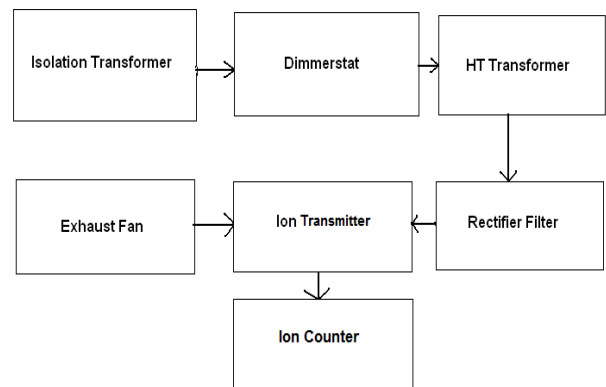 Isolation Transformer
Dimmerstat
HT Transformer
Exhaust Fan
Ion Transmitter
Rectifier Filter
Ion Counter